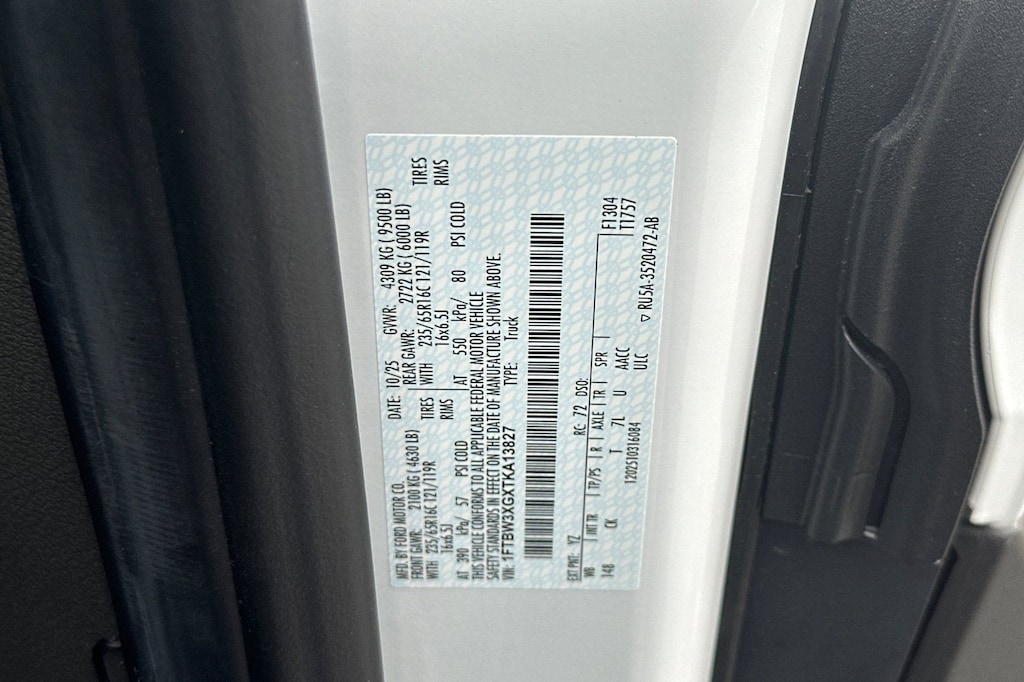 MFD. BY FORD MOTOR CO. DATE: 10/25 GVWR: 4309 KG ( 9500 LB)
FRONT GAWR: 2100 KG ( 4630 LB) REAR GAWR: 2722 KG ( 6000 LB)
WITH 235/65R16C 121/119R TIRES WITH 235/65R16C 121/119R TIRES
16x6.5J RIMS 16x6.5J RIMS
AT 390 kPa/ 57 PSI COLD AT 550 kPa/ 80 PSI COLD
THIS VEHICLE CONFORMS TO ALL APPLICABLE FEDERAL MOTOR VEHICLE
SAFETY STANDARDS IN EFFECT ON THE DATE OF MANUFACTURE SHOWN ABOVE.
VIN: 1FTBW3XGXTKA13827 TYPE: Truck
EXT PNT: YZ RC: 72 DSO:
WB INT TR TP/PS R AXLE TR SPR F1304
148 CK T 7L U AACC T1757
ULC
1202510316084 RU5A-3520472-AB